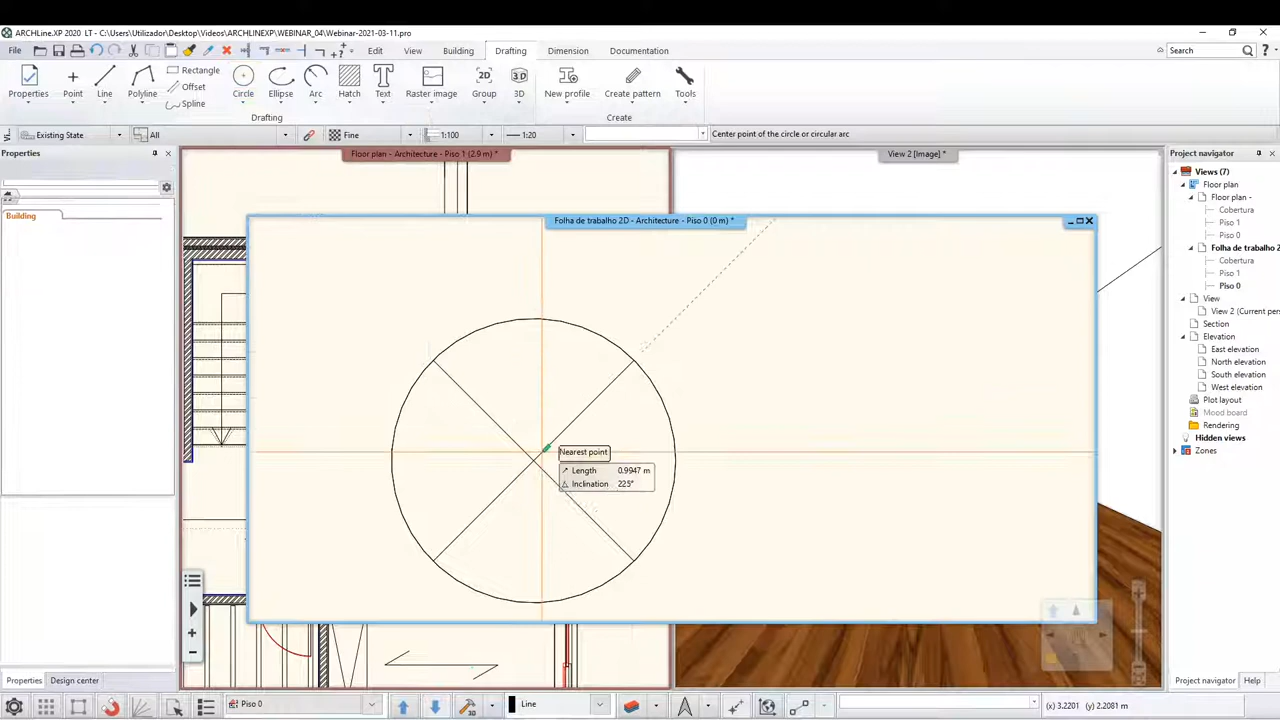 ARCHLine.XP 2020 LT - C:\Users\Utilizador\Desktop\Videos\ARCHLINEXP\WEBINAR_04\Webinar-2021-03-11.pro
File
Edit
View
Building
Drafting
Dimension
Documentation
Search
Properties
Point
Line
Polyline
Rectangle
Offset
Spline
Circle
Ellipse
Arc
Hatch
Text
Raster image
2D
Group
3D
3D
New profile
Create pattern
Tools
Drafting
Create
Existing State
All
Fine
1:100
1:20
Center point of the circle or circular arc
Properties
Building
Floor plan - Architecture - Piso 1 (2.9 m) *
View 2 [Image] *
Folha de trabalho 2D - Architecture - Piso 0 (0 m) *
Nearest point
Length 0.9947 m
Inclination 225°
Project navigator
Views (7)
Floor plan
Floor plan -
Cobertura
Piso 1
Piso 0
Folha de trabalho 2
Cobertura
Piso 1
Piso 0
View
View 2 (Current per
Section
Elevation
East elevation
North elevation
South elevation
West elevation
Plot layout
Mood board
Rendering
Hidden views
Zones
Properties
Design center
Project navigator
Help
Piso 0
Line
(x) 3.2201 (y) 2.2081 m